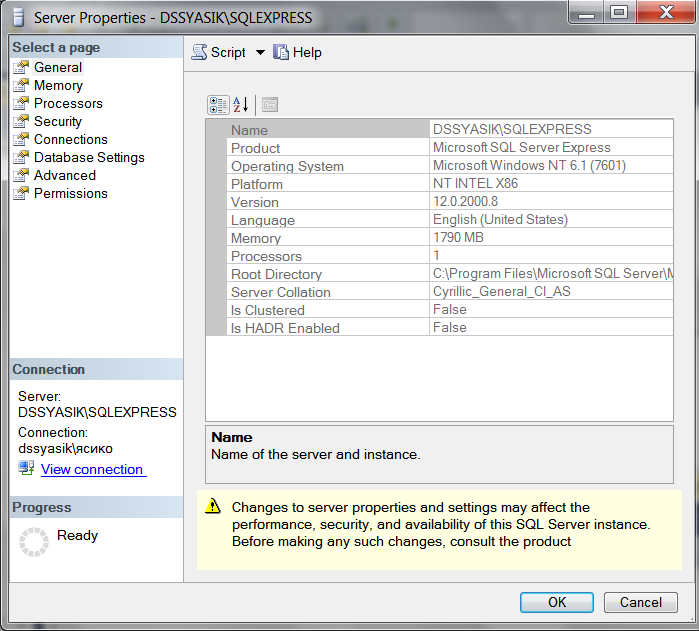 Server Properties - DSSYASIK\SQLEXPRESS
Select a page
General
Memory
Processors
Security
Connections
Database Settings
Advanced
Permissions
Connection
Server:
DSSYASIK\SQLEXPRESS
Connection:
dssyasik\ясико
View connection
Progress
Ready
Script Help
Name DSSYASIK\SQLEXPRESS
Product Microsoft SQL Server Express
Operating System Microsoft Windows NT 6.1 (7601)
Platform NT INTEL X86
Version 12.0.2000.8
Language English (United States)
Memory 1790 MB
Processors 1
Root Directory C:\Program Files\Microsoft SQL Server\M
Server Collation Cyrillic_General_CI_AS
Is Clustered False
Is HADR Enabled False
Name
Name of the server and instance.
Changes to server properties and settings may affect the
performance, security, and availability of this SQL Server instance.
Before making any such changes, consult the product
OK Cancel